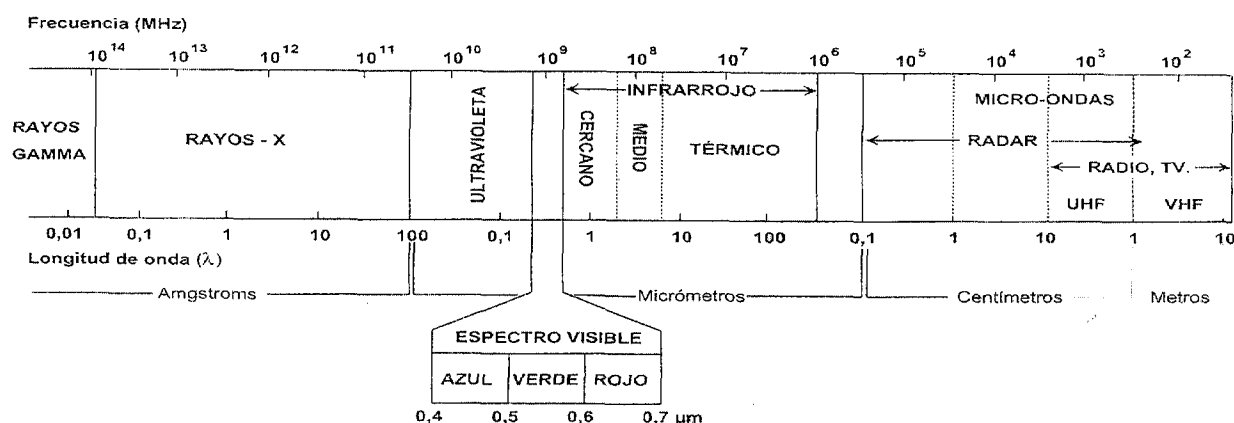 Frecuencia (MHz)
10^14 10^13 10^12 10^11 10^10 10^9 10^8 10^7 10^6 10^5 10^4 10^3 10^2
RAYOS GAMMA
RAYOS - X
ULTRAVIOLETA
INFRARROJO
CERCANO
MEDIO
TÉRMICO
MICRO-ONDAS
RADAR
RADIO, TV.
UHF
VHF
0,01 0,1 1 10 100 0,1 1 10 100 0,1 1 10 1 10
Longitud de onda (λ)
Amgstroms Micrómetros Centímetros Metros
ESPECTRO VISIBLE
AZUL VERDE ROJO
0,4 0,5 0,6 0,7 µm